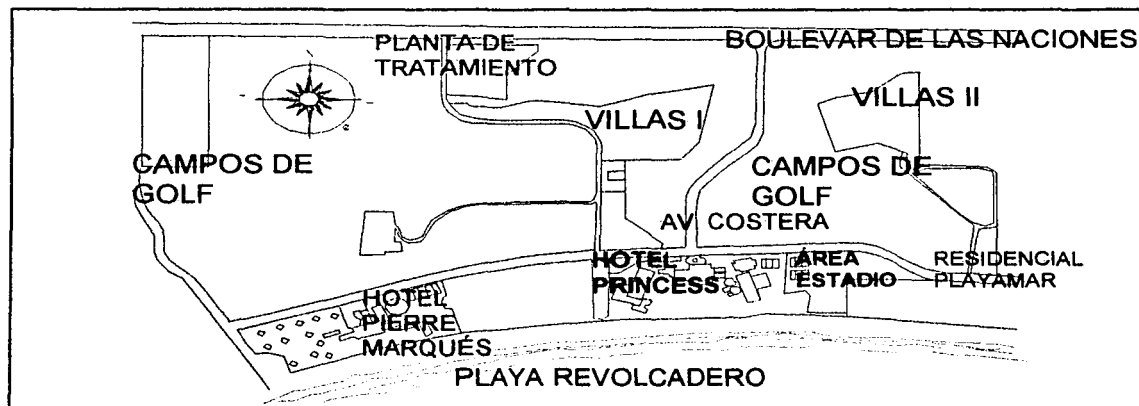 PLANTA DE
TRATAMIENTO
BOULEVAR DE LAS NACIONES
VILLAS I
VILLAS II
CAMPOS DE
GOLF
CAMPOS DE
GOLF
AV COSTERA
HOTEL
PRINCESS
ÁREA
ESTADIO
RESIDENCIAL
PLAYAMAR
HOTEL
PIERRE
MARQUÉS
PLAYA REVOLCADERO